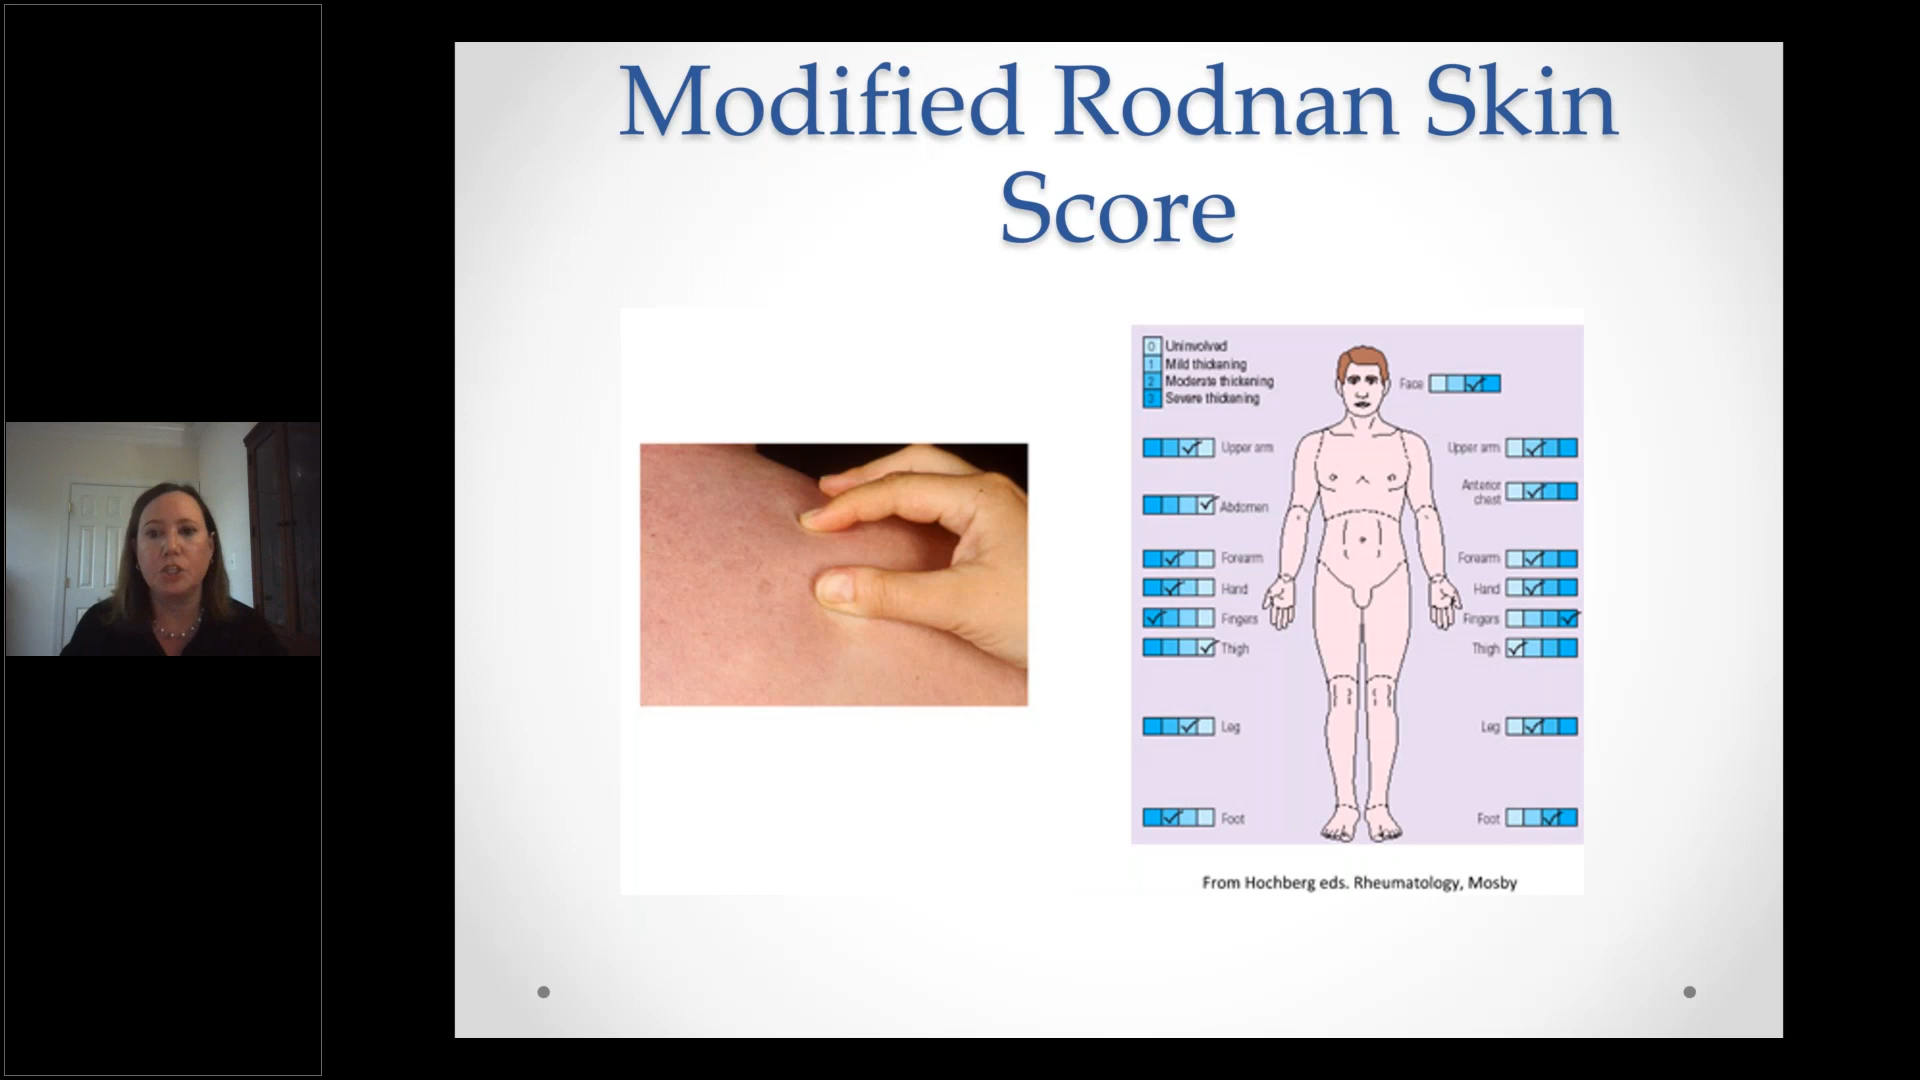 Modified Rodnan Skin
Score
0 Uninvolved
1 Mild thickening
2 Moderate thickening
3 Severe thickening
Face
Upper arm
Upper arm
Anterior
chest
Abdomen
Forearm
Forearm
Hand
Hand
Fingers
Fingers
Thigh
Thigh
Leg
Leg
Foot
Foot
From Hochberg eds. Rheumatology, Mosby